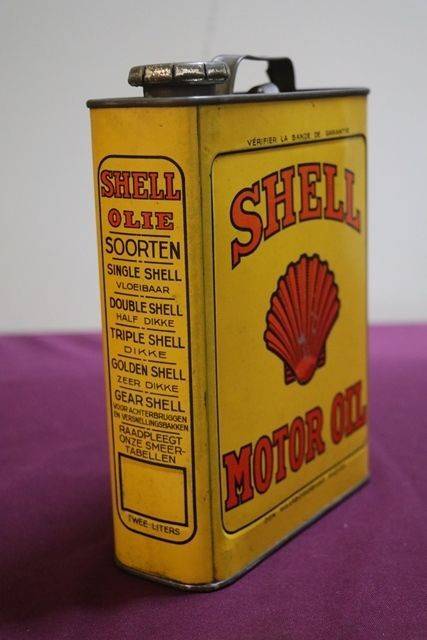 SHELL
OLIE
SOORTEN
SINGLE SHELL
VLOEIBAAR
DOUBLE SHELL
HALF DIKKE
TRIPLE SHELL
DIKKE
GOLDEN SHELL
ZEER DIKKE
GEAR SHELL
VOOR ACHTERBRUGGEN
EN VERSNELLINGSBAKKEN
RAADPLEEGT
ONZE SMEER-
TABELLEN
TWEE LITERS
VÉRIFIER LA BANDE DE GARANTIE
SHELL
MOTOR OIL